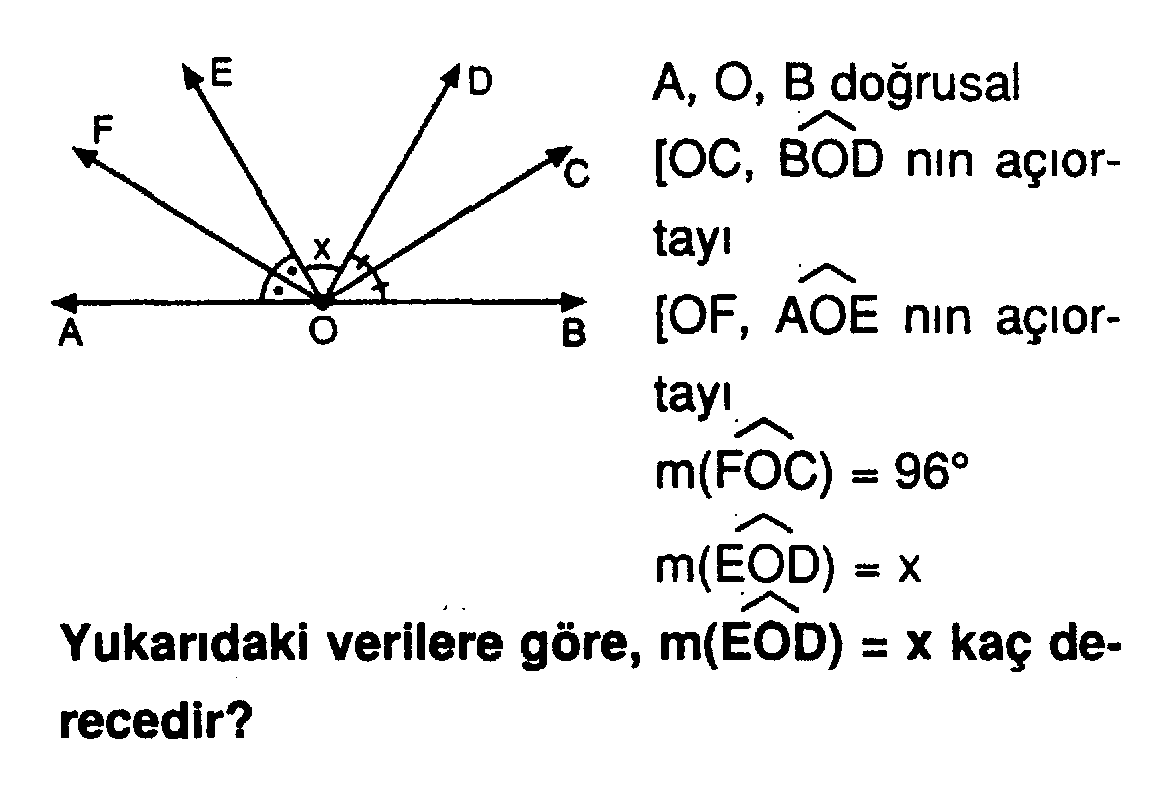 E
D
F
C
x
A
O
B
A, O, B doğrusal
[OC, BOD nın açıor-
tayı
[OF, AOE nın açıor-
tayı
m(FOC) = 96°
m(EOD) = x
Yukarıdaki verilere göre, m(EOD) = x kaç de-
recedir?